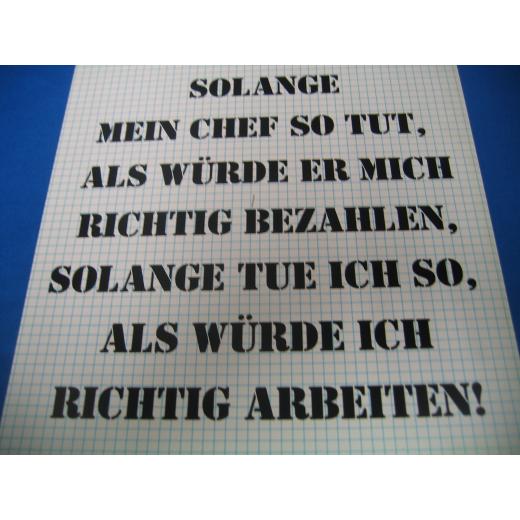 SOLANGE
MEIN CHEF SO TUT,
ALS WÜRDE ER MICH
RICHTIG BEZAHLEN,
SOLANGE TUE ICH SO,
ALS WÜRDE ICH
RICHTIG ARBEITEN!